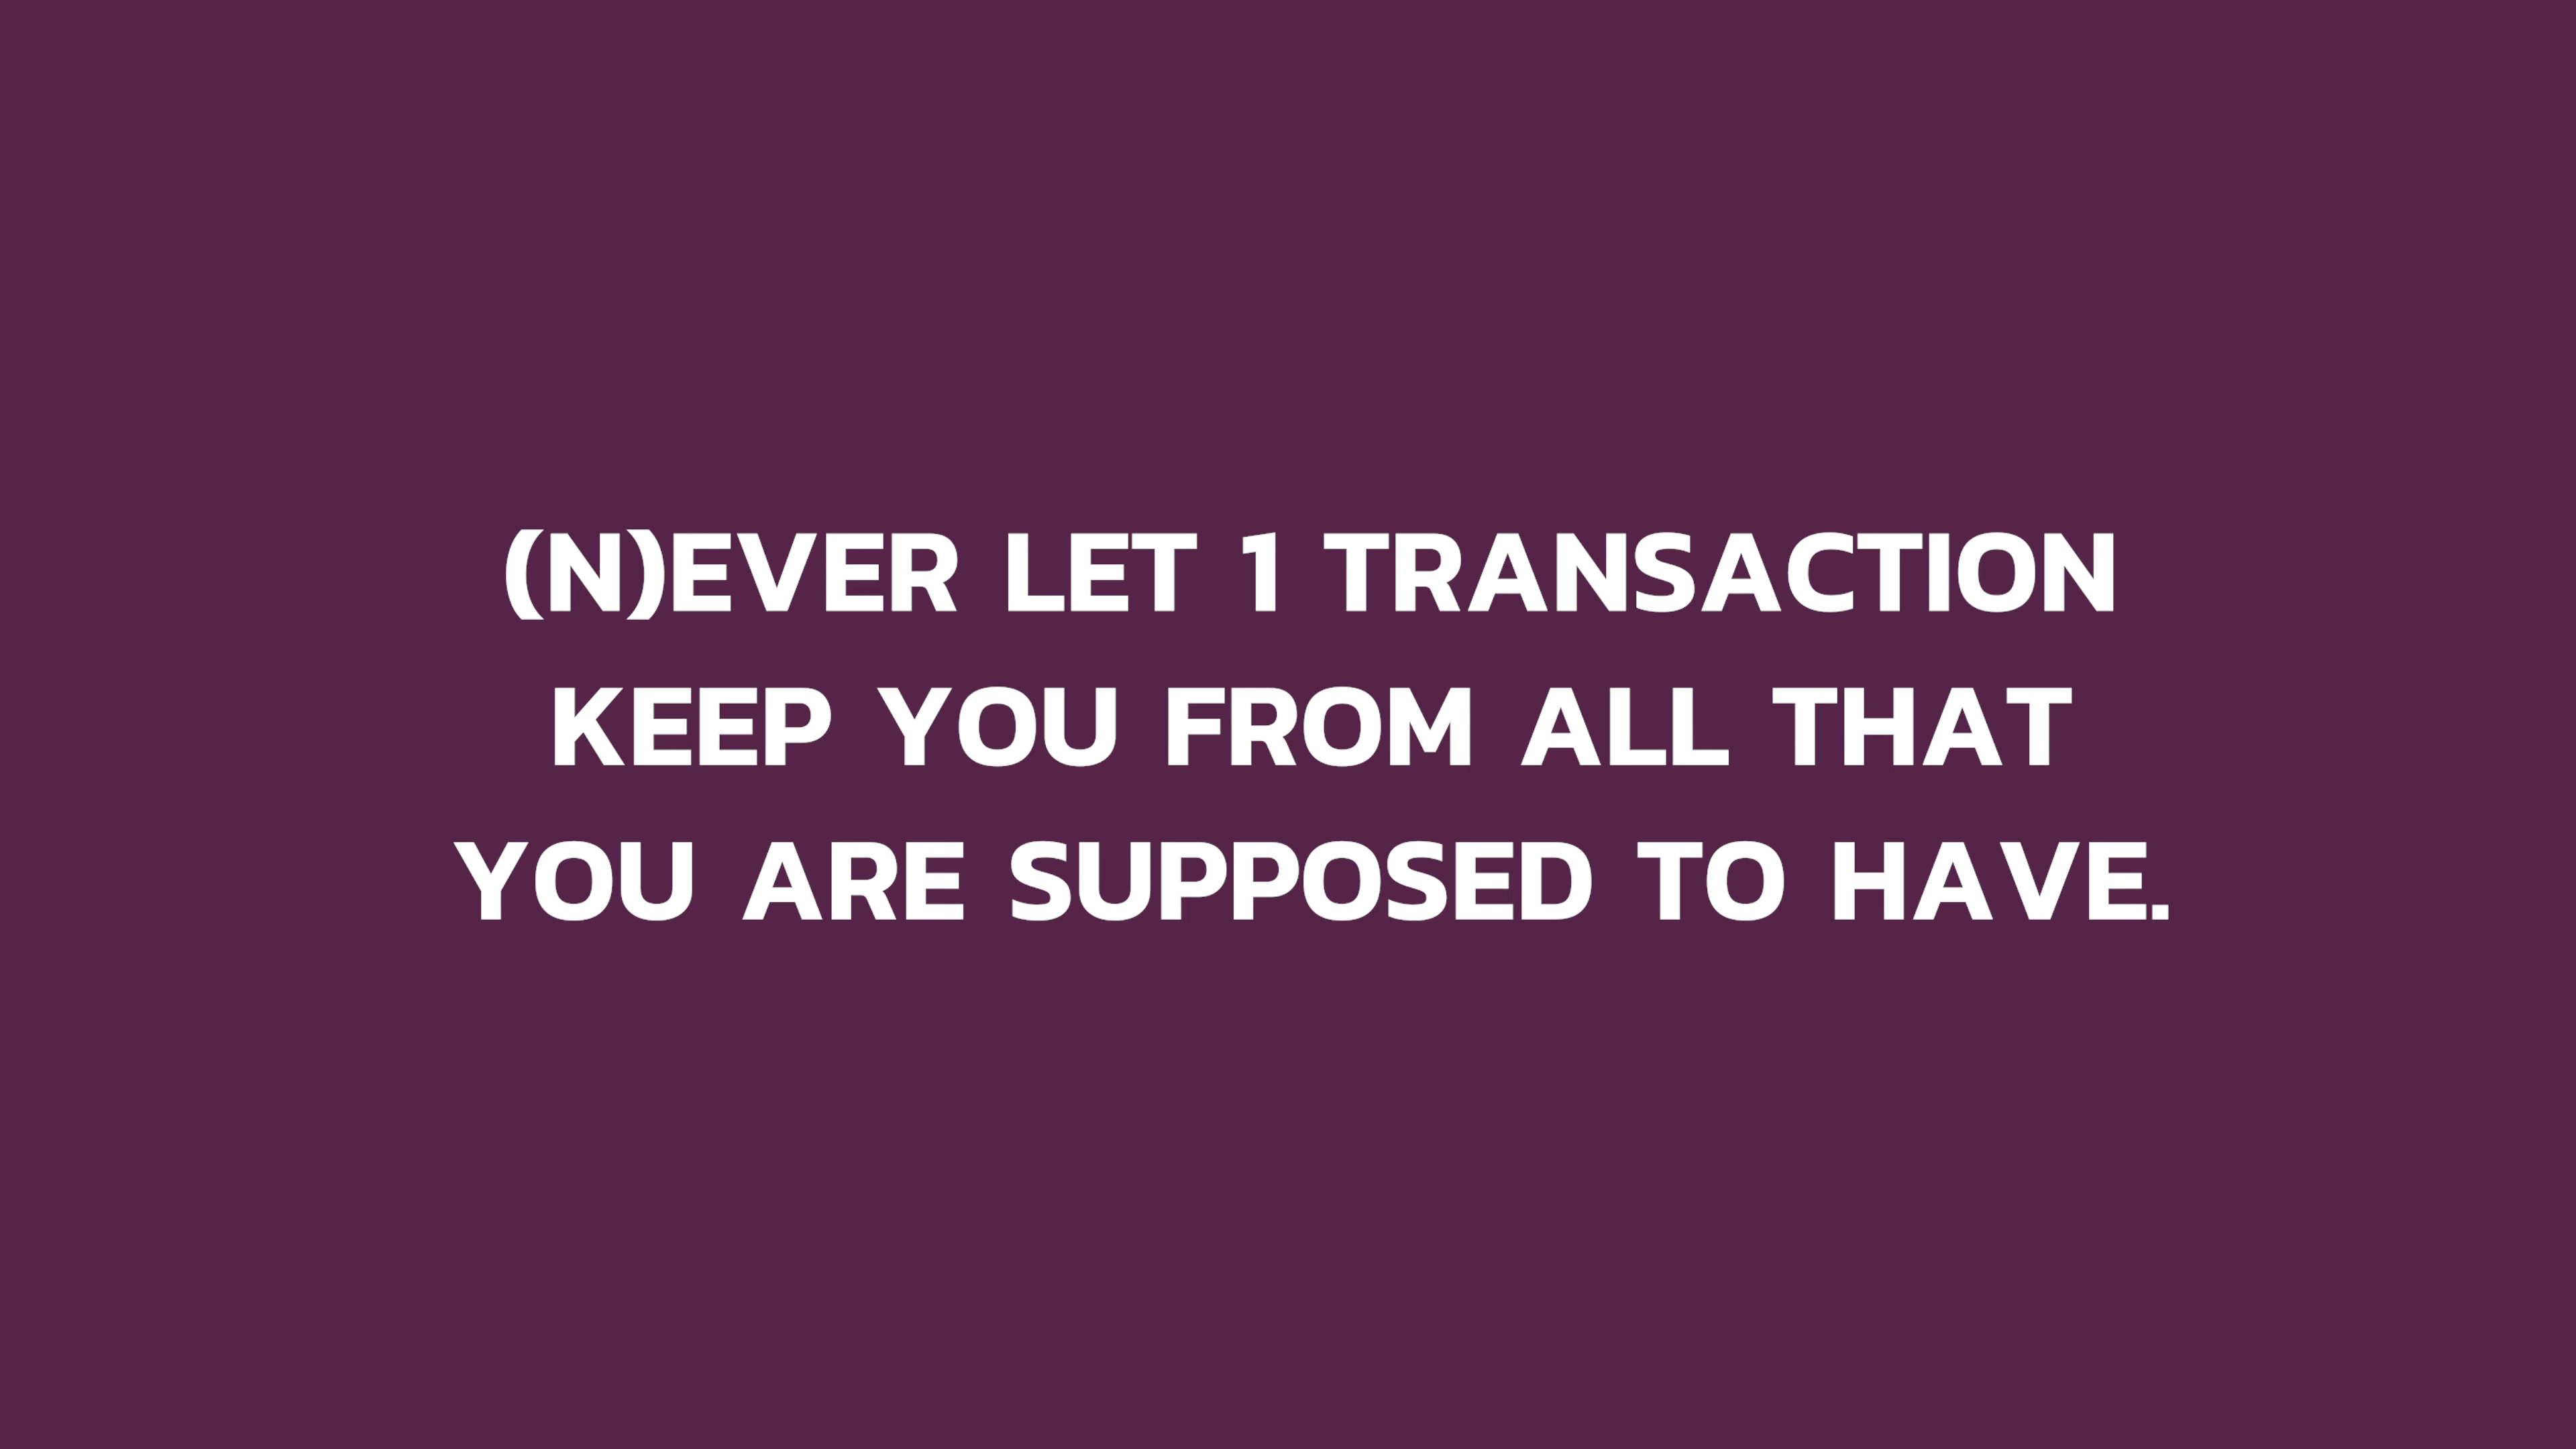 (N)EVER LET 1 TRANSACTION
KEEP YOU FROM ALL THAT
YOU ARE SUPPOSED TO HAVE.